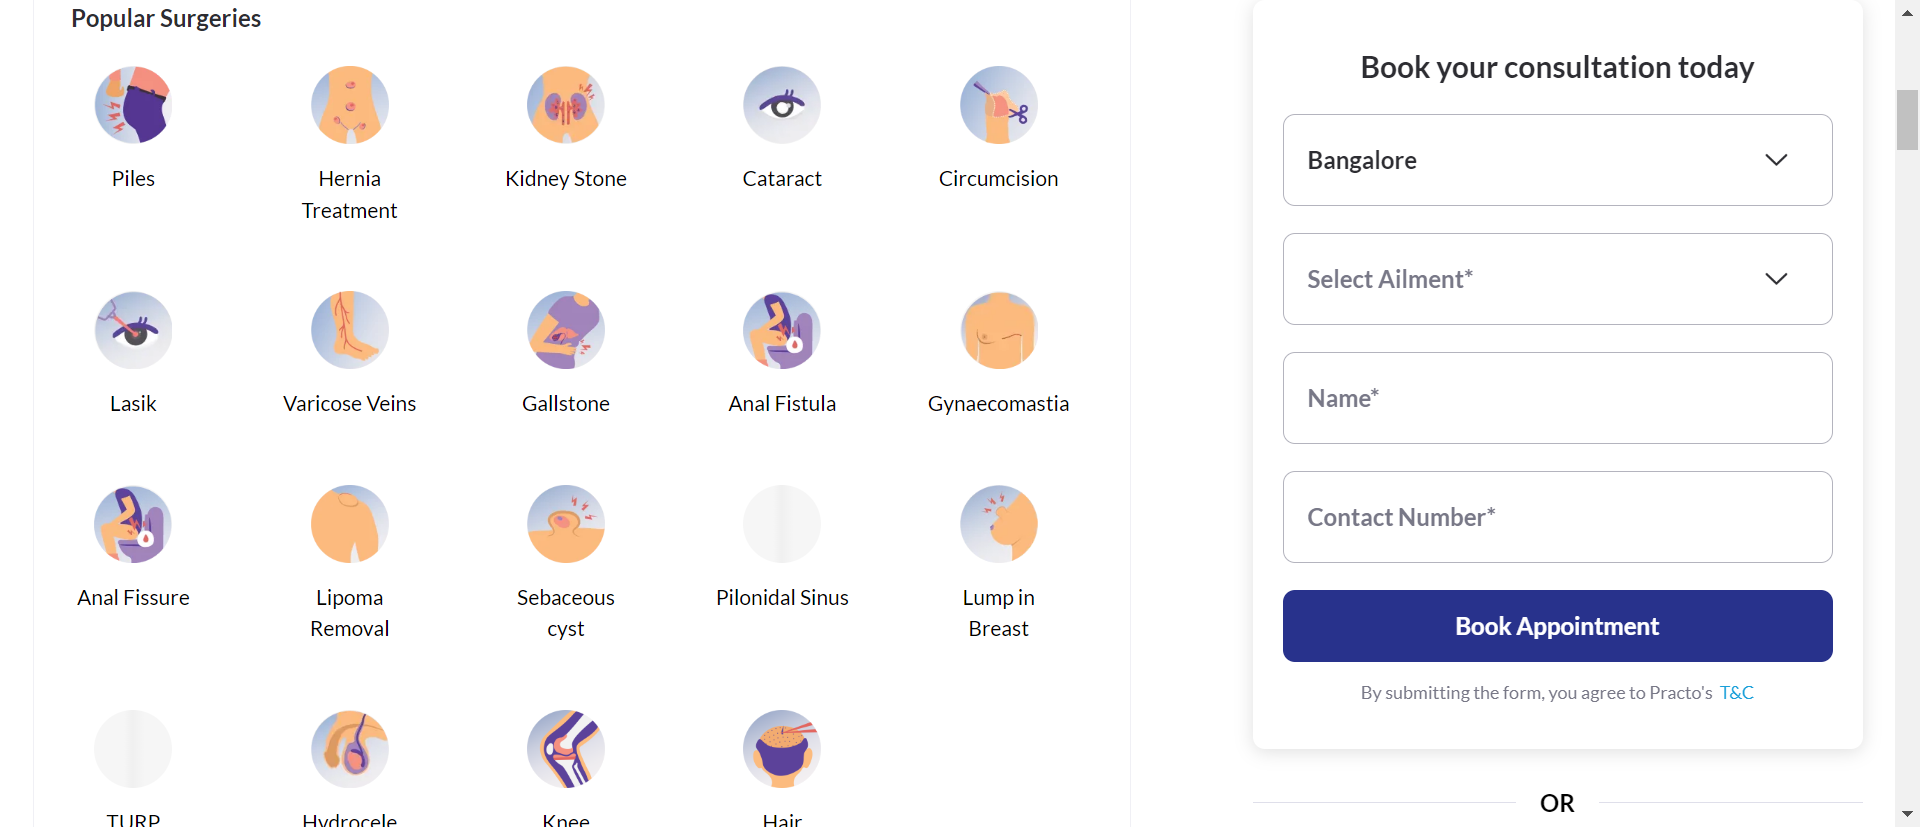 Popular Surgeries
Piles
Hernia
Treatment
Kidney Stone
Cataract
Circumcision
Lasik
Varicose Veins
Gallstone
Anal Fistula
Gynaecomastia
Anal Fissure
Lipoma
Removal
Sebaceous
cyst
Pilonidal Sinus
Lump in
Breast
TURP
Hydrocele
Knee
Hair
Book your consultation today
Bangalore
Select Ailment*
Name*
Contact Number*
Book Appointment
By submitting the form, you agree to Practo's T&C
OR